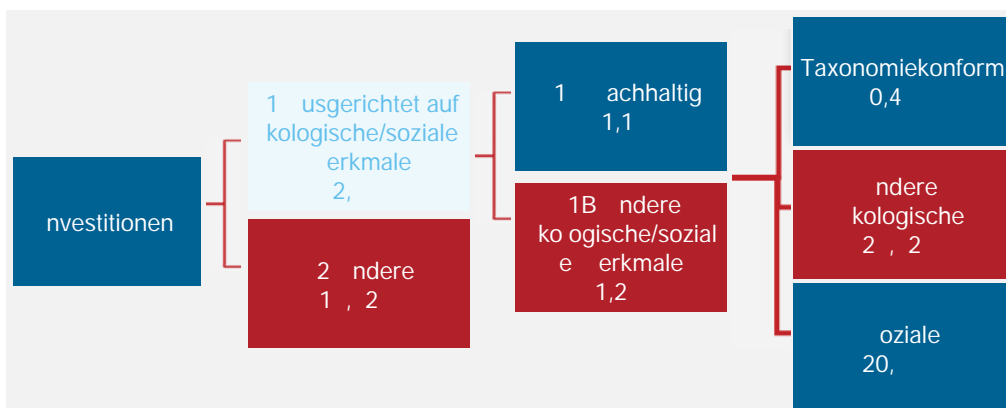 nvestitionen
1 usgerichtet auf
kologische/soziale
erkmale
2,
2 ndere
1 , 2
1 achhaltig
1,1
1B ndere
ko ogische/sozial
e erkmale
1,2
Taxonomiekonform
0,4
ndere
kologische
2 , 2
oziale
20,